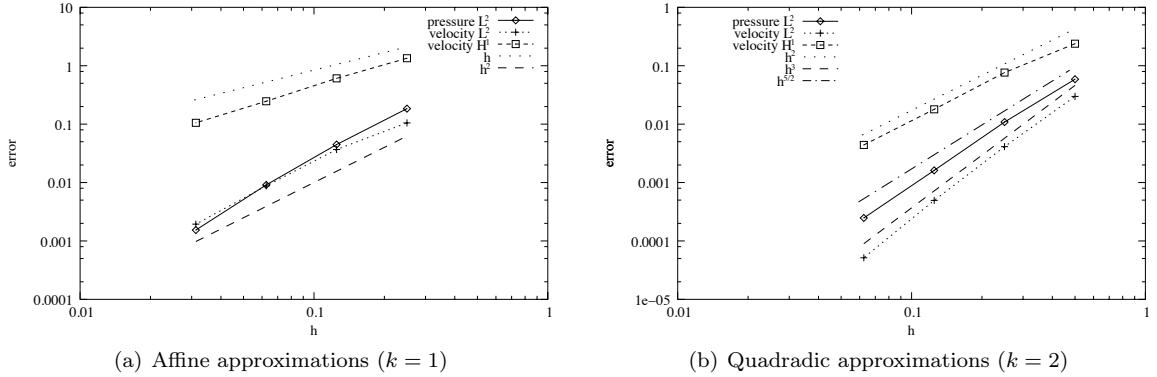 10
1
0.1
0.01
0.001
0.0001
error
0.01
0.1
1
h
pressure L²
velocity L²
velocity H¹
h
h²
(a) Affine approximations (k = 1)
1
0.1
0.01
0.001
0.0001
1e−05
error
0.01
0.1
1
h
pressure L²
velocity L²
velocity H¹
h²
h³
h⁵ᐟ²
(b) Quadradic approximations (k = 2)